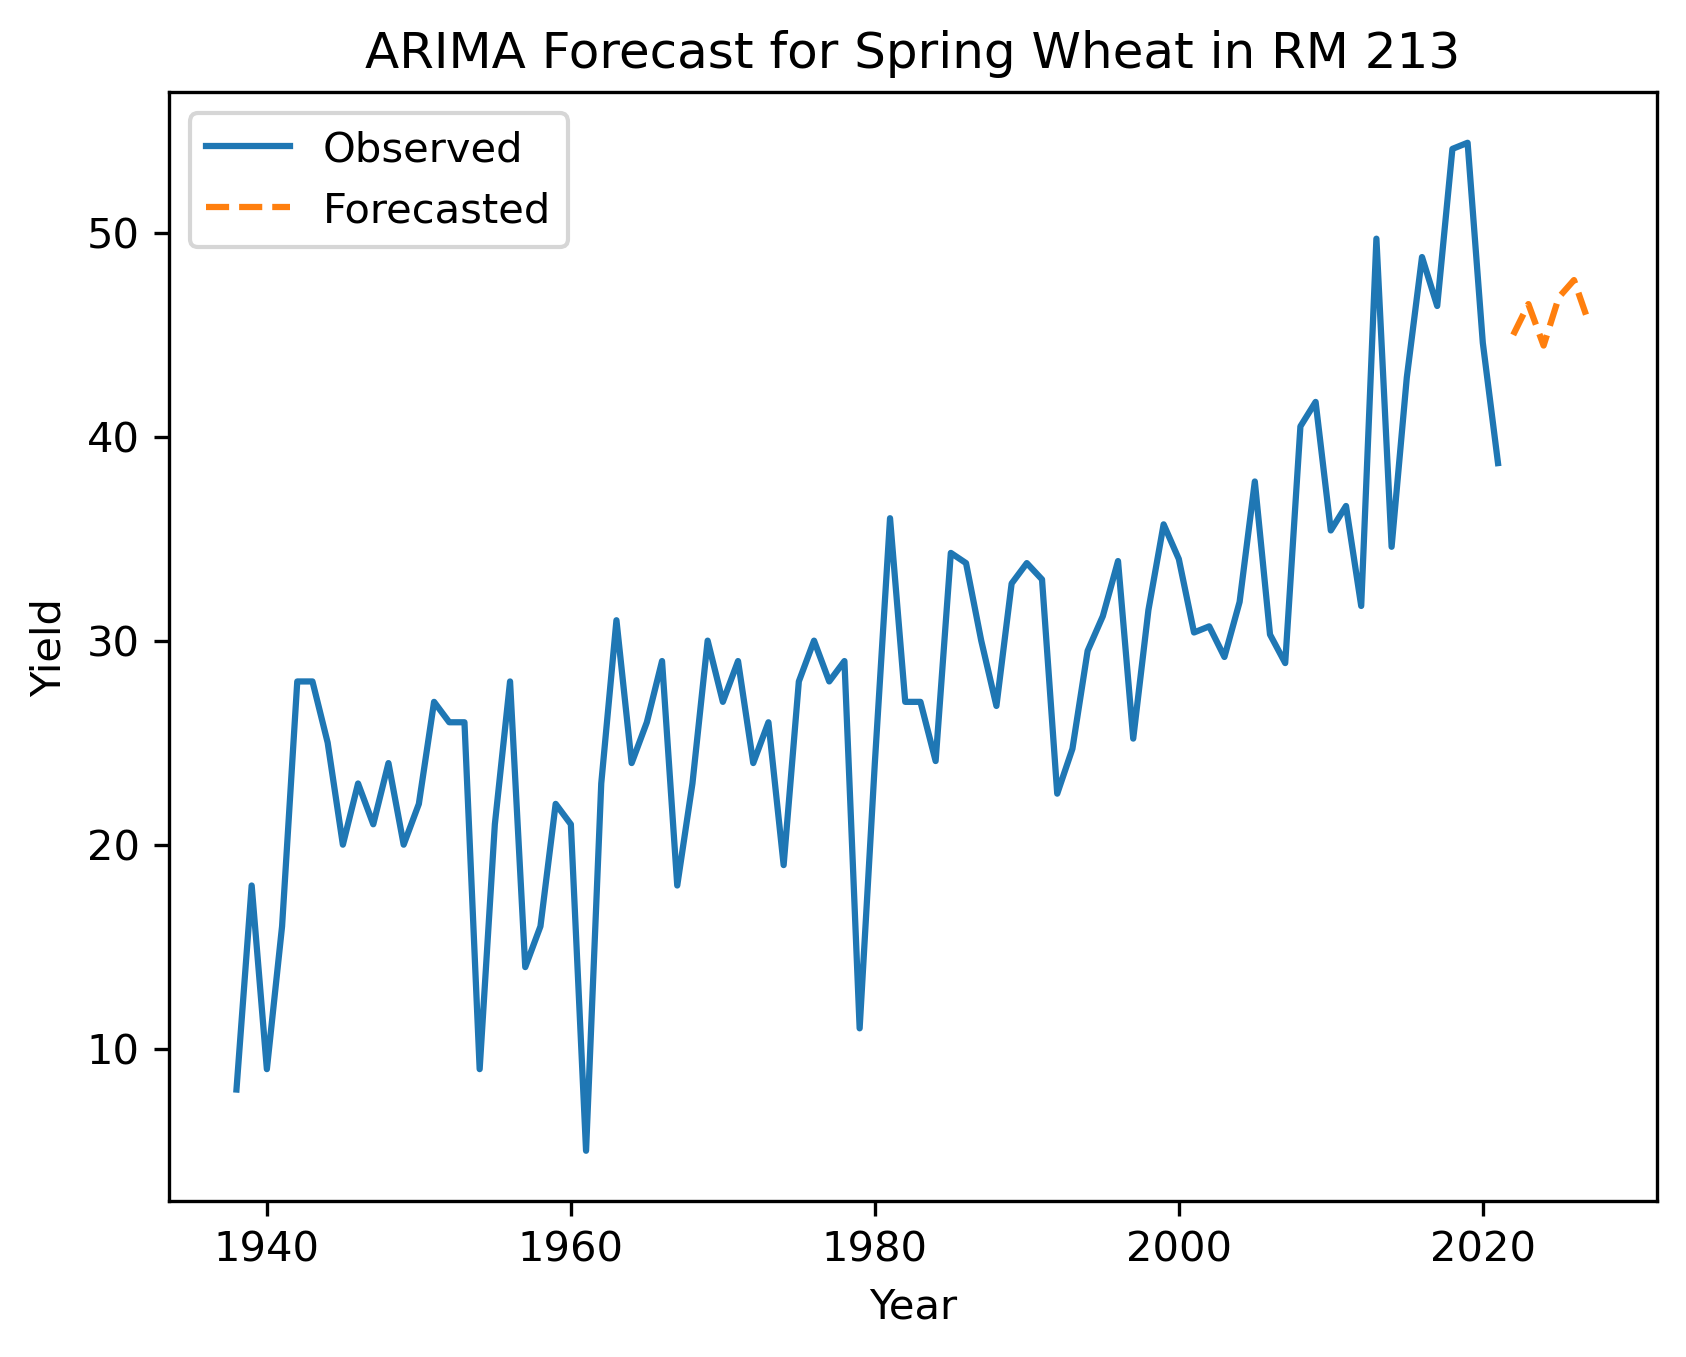 ARIMA Forecast for Spring Wheat in RM 213
Observed
Forecasted
50
40
30
20
10
Yield
1940
1960
1980
2000
2020
Year